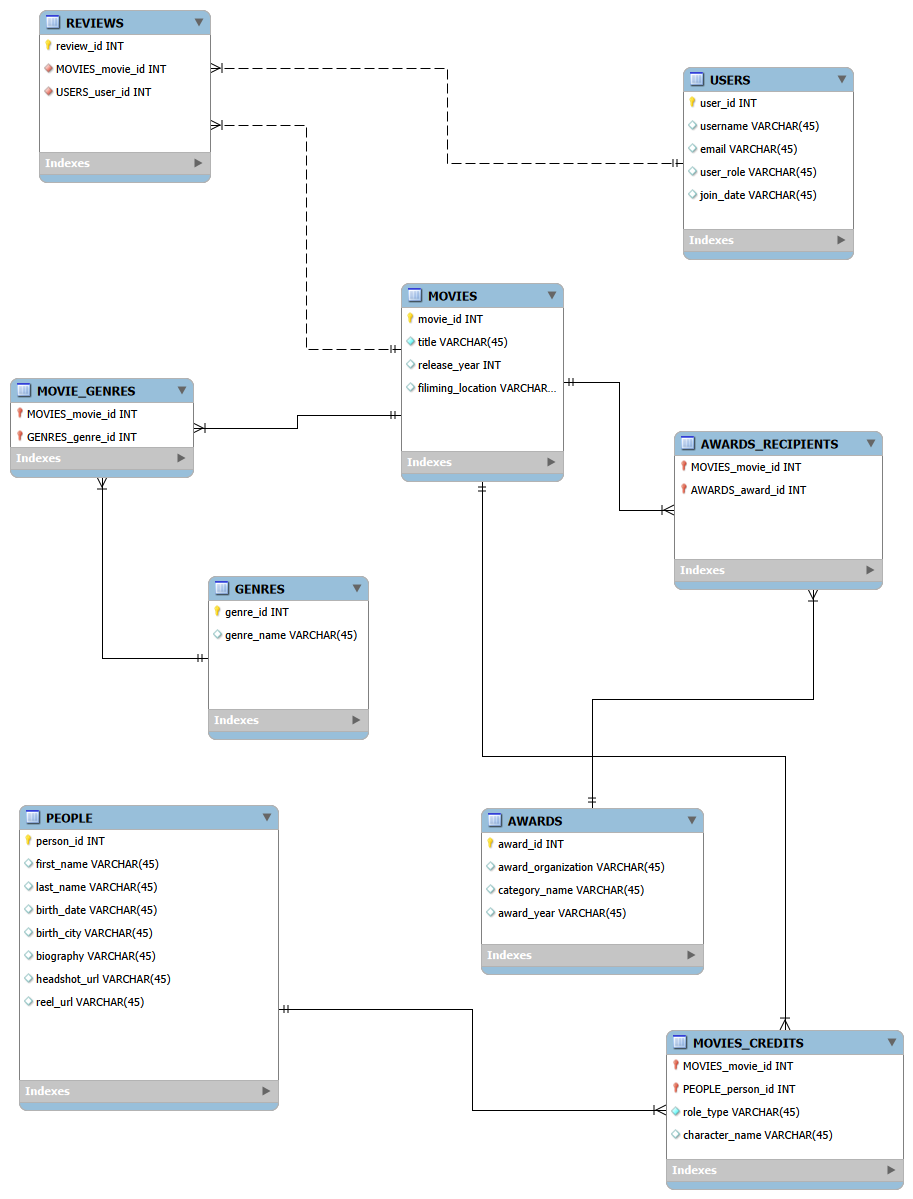 REVIEWS
review_id INT
MOVIES_movie_id INT
USERS_user_id INT
Indexes
USERS
user_id INT
username VARCHAR(45)
email VARCHAR(45)
user_role VARCHAR(45)
join_date VARCHAR(45)
Indexes
MOVIES
movie_id INT
title VARCHAR(45)
release_year INT
filiming_location VARCHAR...
Indexes
MOVIE_GENRES
MOVIES_movie_id INT
GENRES_genre_id INT
Indexes
AWARDS_RECIPIENTS
MOVIES_movie_id INT
AWARDS_award_id INT
Indexes
GENRES
genre_id INT
genre_name VARCHAR(45)
Indexes
PEOPLE
person_id INT
first_name VARCHAR(45)
last_name VARCHAR(45)
birth_date VARCHAR(45)
birth_city VARCHAR(45)
biography VARCHAR(45)
headshot_url VARCHAR(45)
reel_url VARCHAR(45)
Indexes
AWARDS
award_id INT
award_organization VARCHAR(45)
category_name VARCHAR(45)
award_year VARCHAR(45)
Indexes
MOVIES_CREDITS
MOVIES_movie_id INT
PEOPLE_person_id INT
role_type VARCHAR(45)
character_name VARCHAR(45)
Indexes